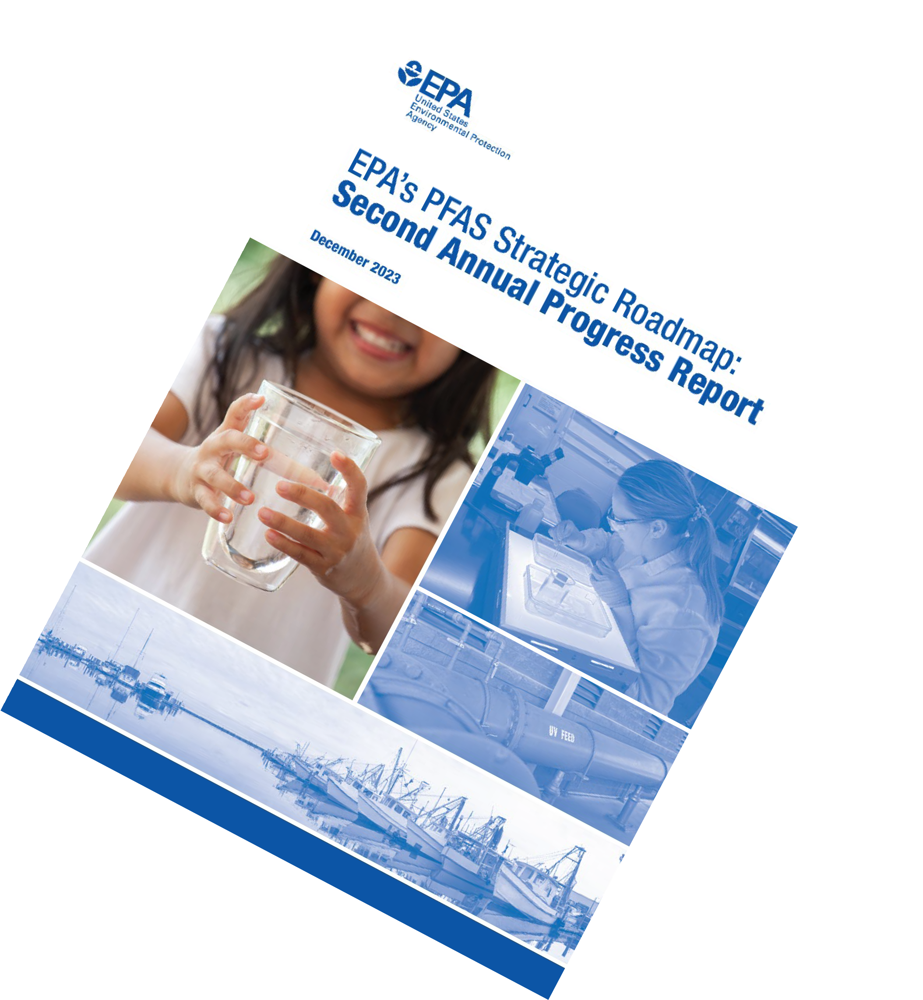 EPA
United States
Environmental Protection
Agency
EPA’s PFAS Strategic Roadmap:
Second Annual Progress Report
December 2023
UV FEED